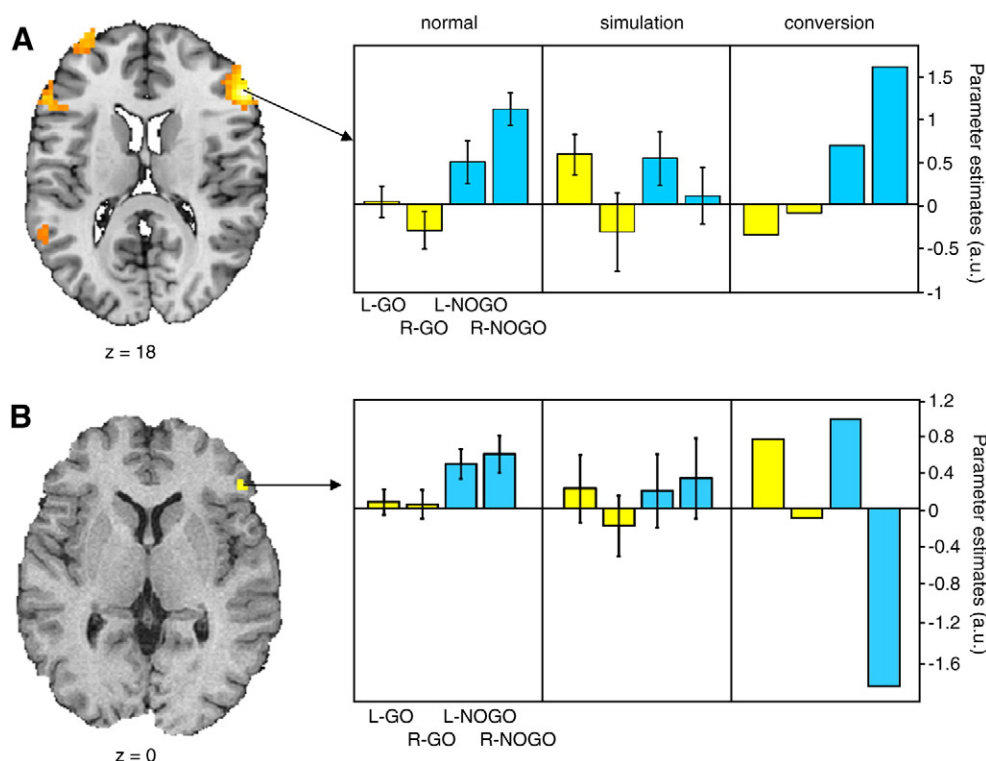 A
normal simulation conversion
1.5
1
0.5
0
-0.5
-1
Parameter estimates (a.u.)
L-GO L-NOGO
R-GO R-NOGO
z = 18
B
1.2
0.8
0.4
0
-0.4
-0.8
-1.2
-1.6
Parameter estimates (a.u.)
L-GO L-NOGO
R-GO R-NOGO
z = 0